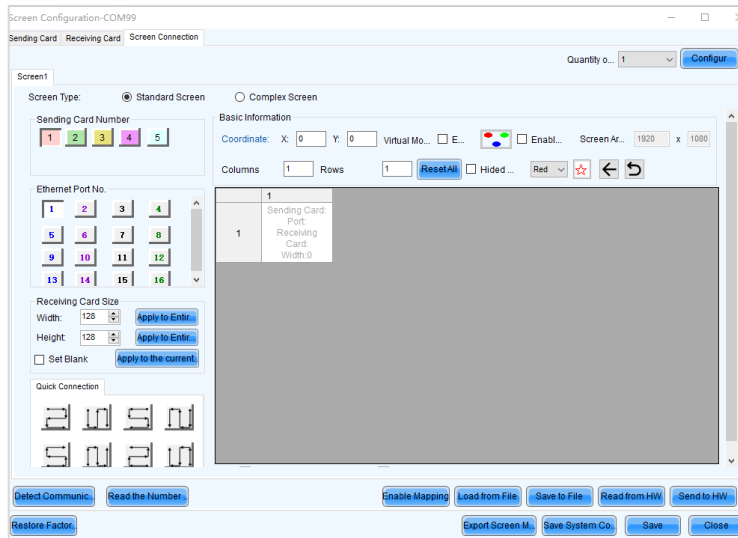 Screen Configuration-COM99
Sending Card Receiving Card Screen Connection
Quantity o... 1 Configur
Screen1
Screen Type: Standard Screen Complex Screen
Sending Card Number
1 2 3 4 5
Basic Information
Coordinate: X: 0 Y: 0 Virtual Mo... E... Enabl... Screen Ar... 1920 x 1080
Columns 1 Rows 1 Reset All Hided ... Red
Ethernet Port No.
1 2 3 4
5 6 7 8
9 10 11 12
13 14 15 16
1
1
Sending Card:
Port:
Receiving
Card:
Width:0
Receiving Card Size
Width: 128 Apply to Entir...
Height: 128 Apply to Entir...
Set Blank Apply to the current.
Quick Connection
Detect Communic.. Read the Number.. Enable Mapping Load from File Save to File Read from HW Send to HW
Restore Factor.. Export Screen M.. Save System Co.. Save Close